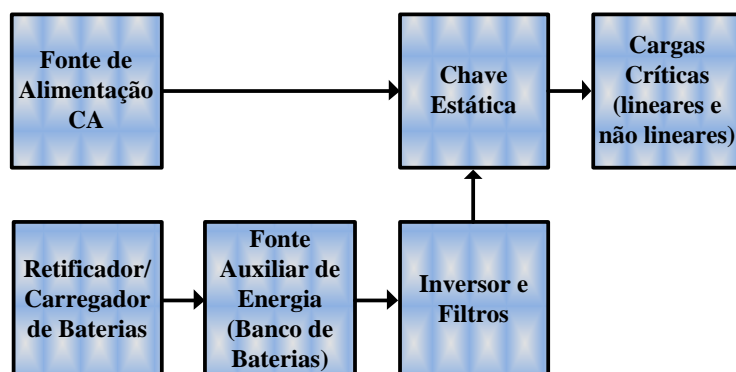 Fonte de
Alimentação
CA
Chave
Estática
Cargas
Críticas
(lineares e
não lineares)
Retificador/
Carregador
de Baterias
Fonte
Auxiliar de
Energia
(Banco de
Baterias)
Inversor e
Filtros